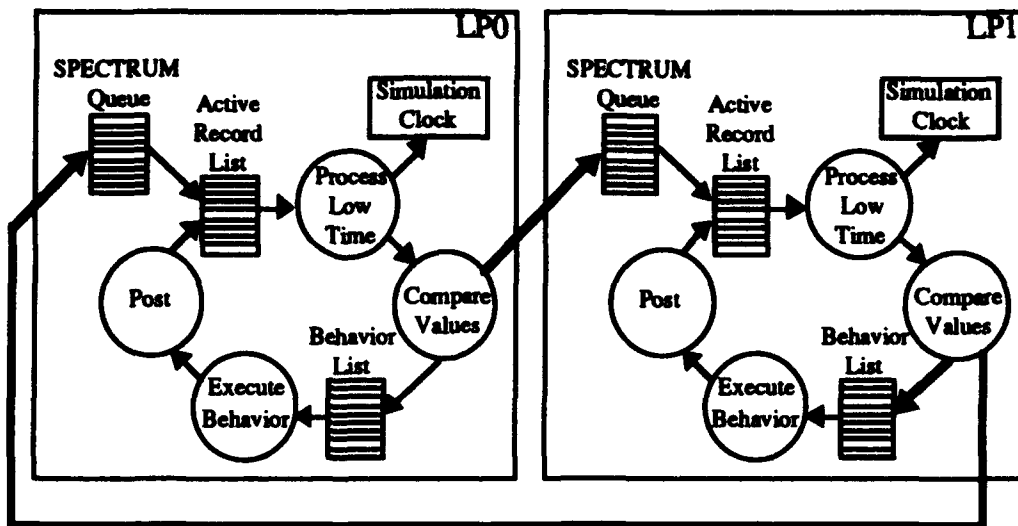 LP0
SPECTRUM
Queue
Active
Record
List
Simulation
Clock
Process
Low
Time
Post
Compare
Values
Behavior
List
Execute
Behavior
LP1
SPECTRUM
Queue
Active
Record
List
Simulation
Clock
Process
Low
Time
Post
Compare
Values
Behavior
List
Execute
Behavior